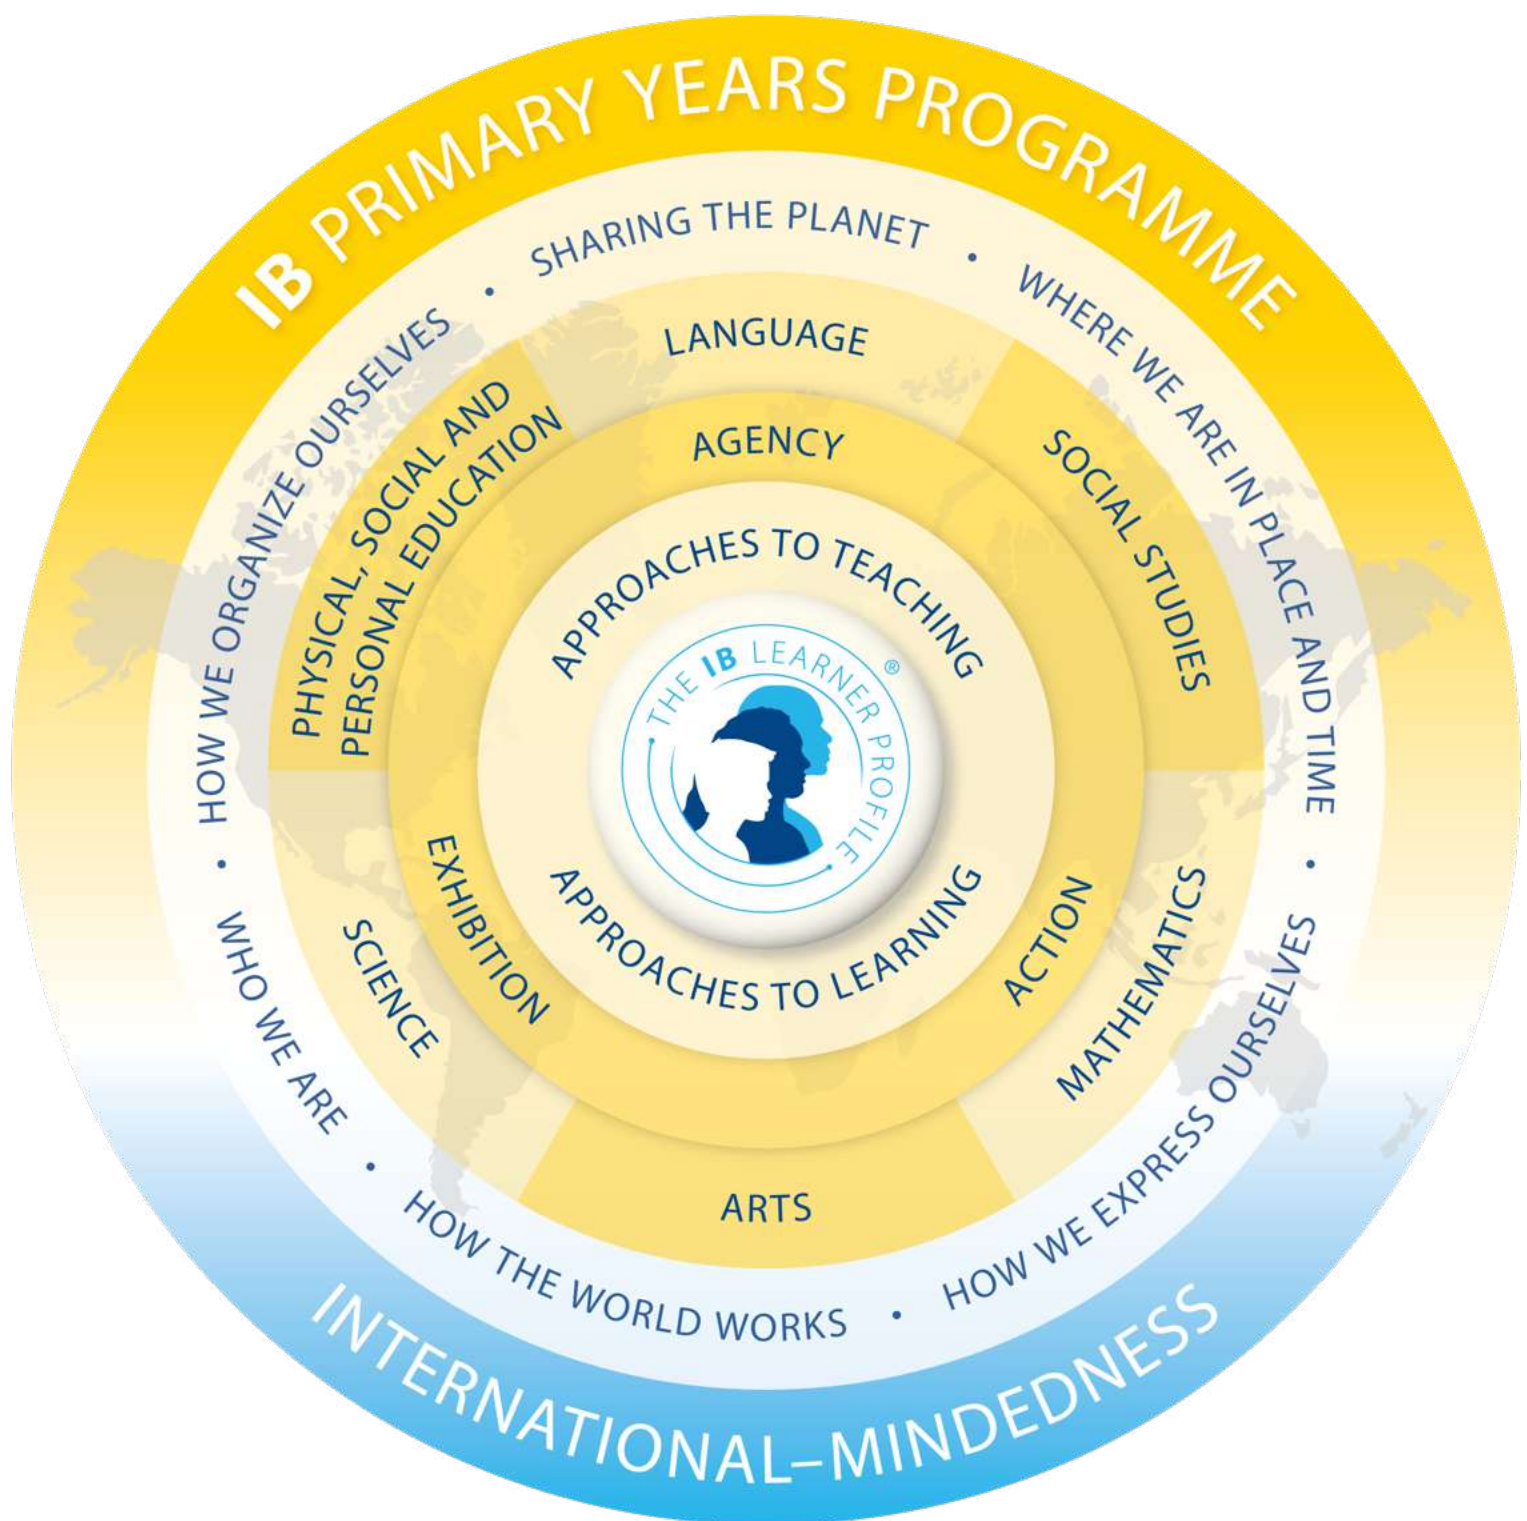 IB PRIMARY YEARS PROGRAMME
SHARING THE PLANET
•
WHERE WE ARE IN PLACE AND TIME
•
HOW WE EXPRESS OURSELVES
•
HOW THE WORLD WORKS
•
WHO WE ARE
•
HOW WE ORGANIZE OURSELVES
•
LANGUAGE
SOCIAL STUDIES
MATHEMATICS
ARTS
SCIENCE
PHYSICAL, SOCIAL AND
PERSONAL EDUCATION
AGENCY
ACTION
EXHIBITION
APPROACHES TO TEACHING
THE IB LEARNER PROFILE®
APPROACHES TO LEARNING
INTERNATIONAL–MINDEDNESS